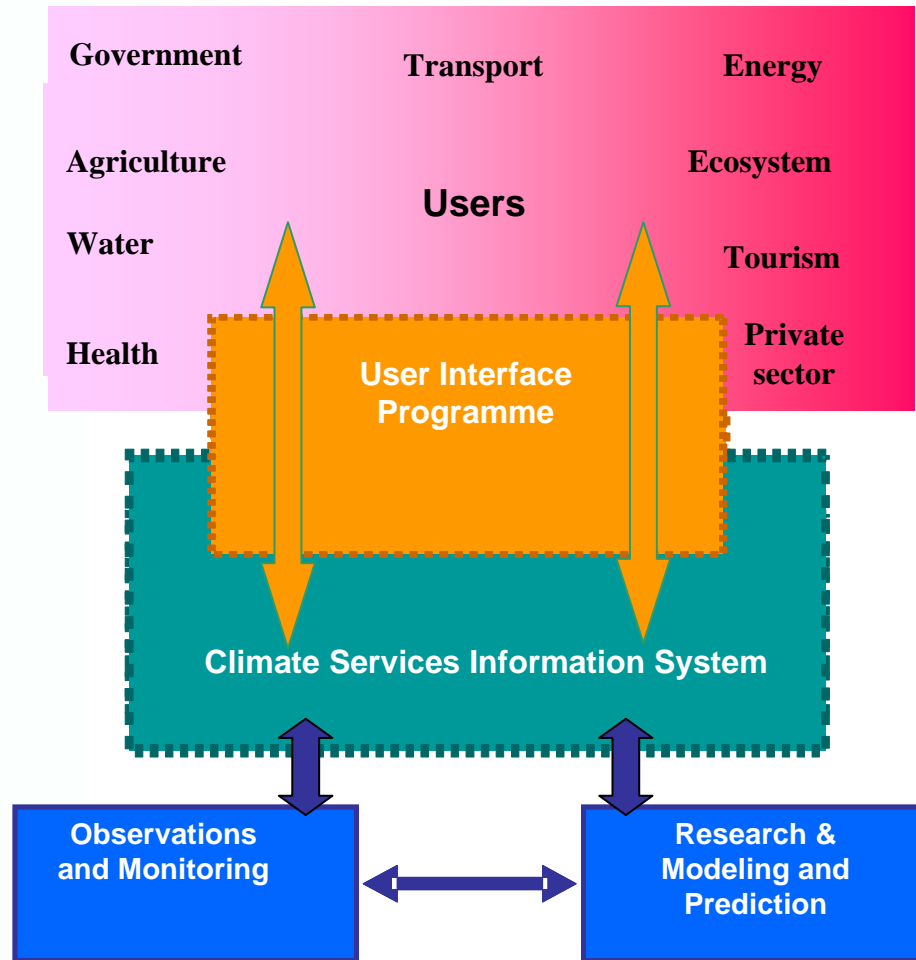 Government
Transport
Energy
Agriculture
Ecosystem
Users
Water
Tourism
Health
Private
sector
User Interface
Programme
Climate Services Information System
Observations
and Monitoring
Research &
Modeling and
Prediction